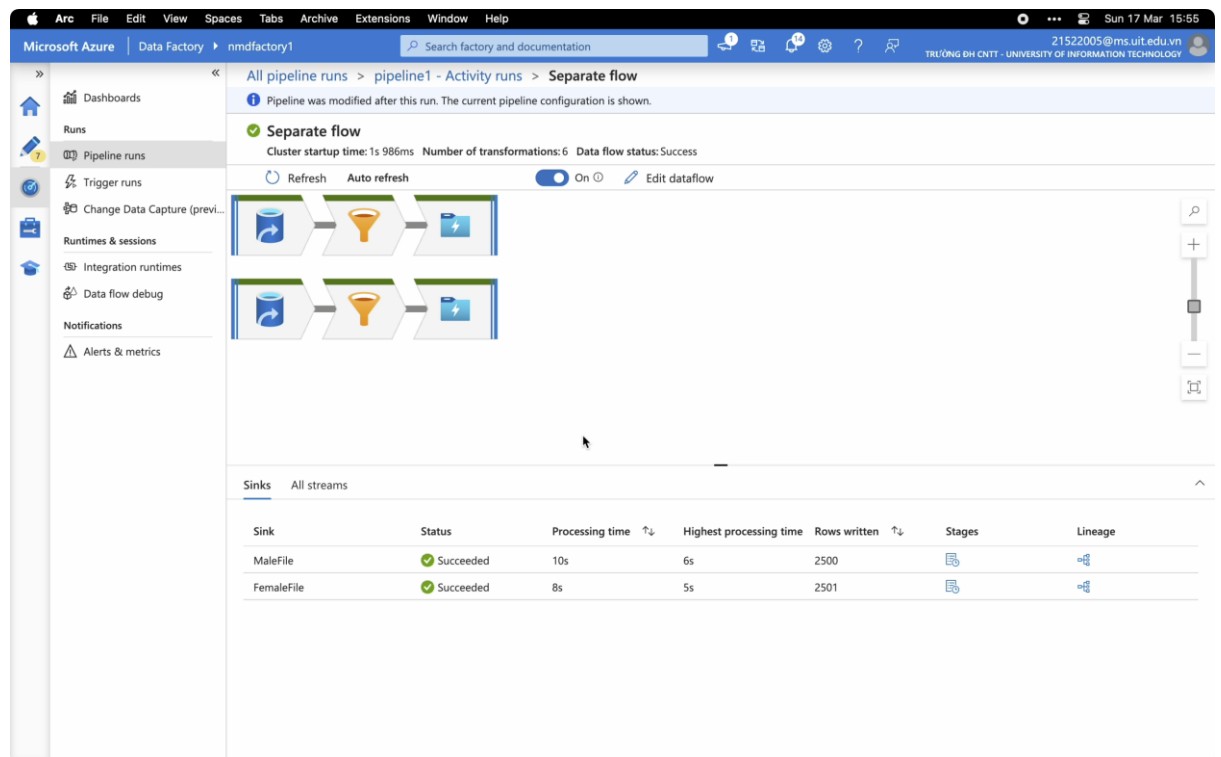 Arc File Edit View Spaces Tabs Archive Extensions Window Help Sun 17 Mar 15:55
Microsoft Azure Data Factory nmdfactory1 Search factory and documentation 1 14 21522005@ms.uit.edu.vn
TRƯỜNG ĐH CNTT - UNIVERSITY OF INFORMATION TECHNOLOGY
All pipeline runs > pipeline1 - Activity runs > Separate flow
Dashboards
Pipeline was modified after this run. The current pipeline configuration is shown.
Runs
Separate flow
7
Pipeline runs
Cluster startup time: 1s 986ms Number of transformations: 6 Data flow status: Success
Trigger runs
Refresh Auto refresh On Edit dataflow
Change Data Capture (previ...
Runtimes & sessions
Integration runtimes
Data flow debug
Notifications
Alerts & metrics
Sinks All streams
Sink Status Processing time Highest processing time Rows written Stages Lineage
MaleFile Succeeded 10s 6s 2500
FemaleFile Succeeded 8s 5s 2501